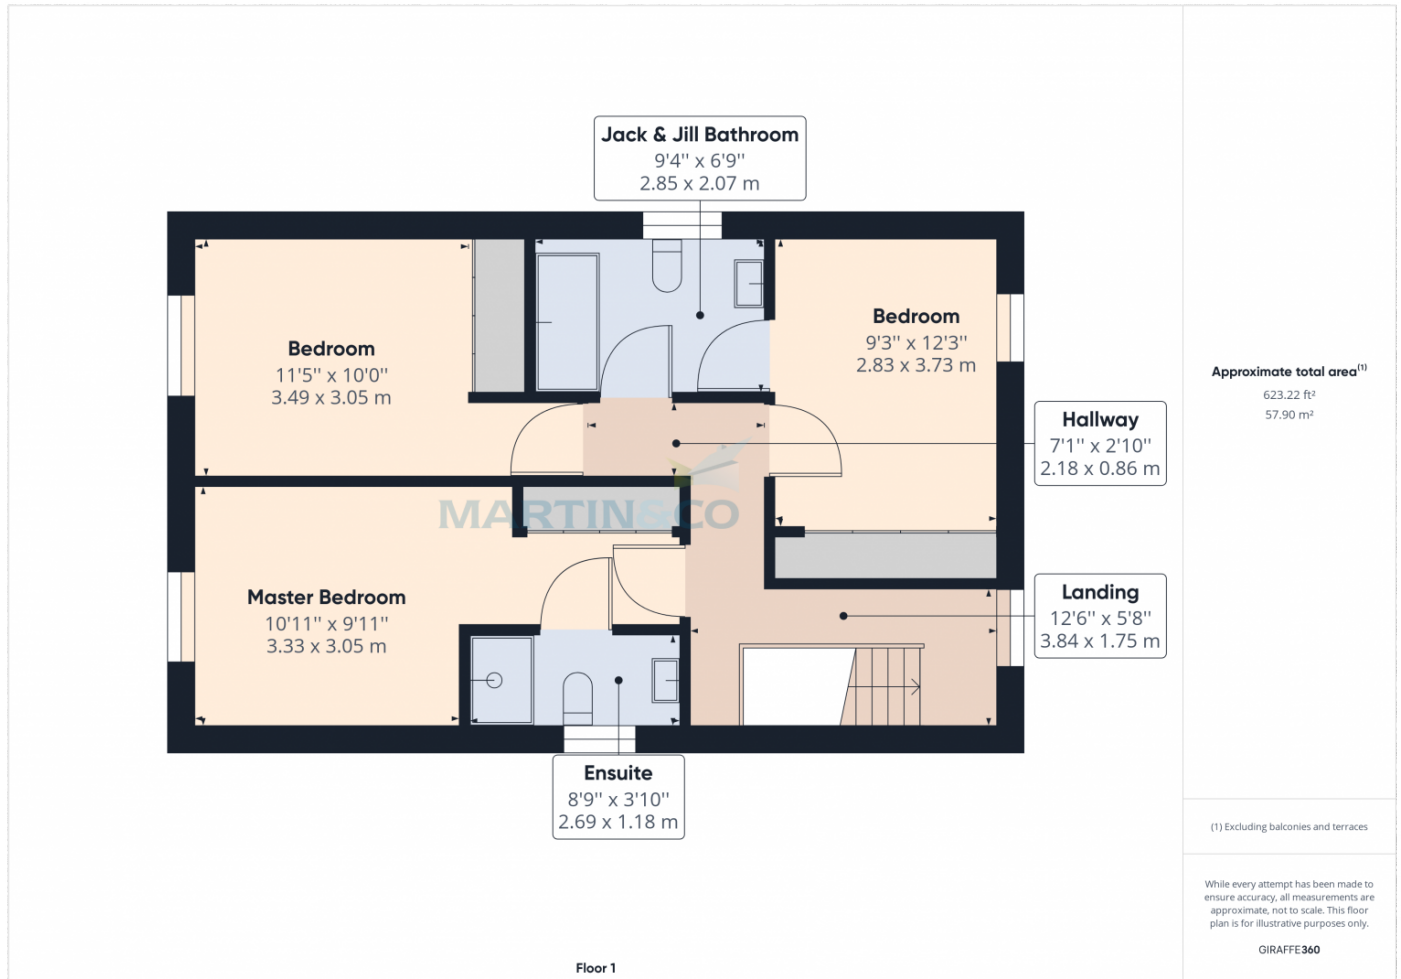 Jack & Jill Bathroom
9'4'' x 6'9''
2.85 x 2.07 m
Bedroom
11'5'' x 10'0''
3.49 x 3.05 m
Bedroom
9'3'' x 12'3''
2.83 x 3.73 m
Hallway
7'1'' x 2'10''
2.18 x 0.86 m
MARTIN&CO
Master Bedroom
10'11'' x 9'11''
3.33 x 3.05 m
Landing
12'6'' x 5'8''
3.84 x 1.75 m
Ensuite
8'9'' x 3'10''
2.69 x 1.18 m
Floor 1
Approximate total area(1)
623.22 ft²
57.90 m²
(1) Excluding balconies and terraces
While every attempt has been made to
ensure accuracy, all measurements are
approximate, not to scale. This floor
plan is for illustrative purposes only.
GIRAFFE360